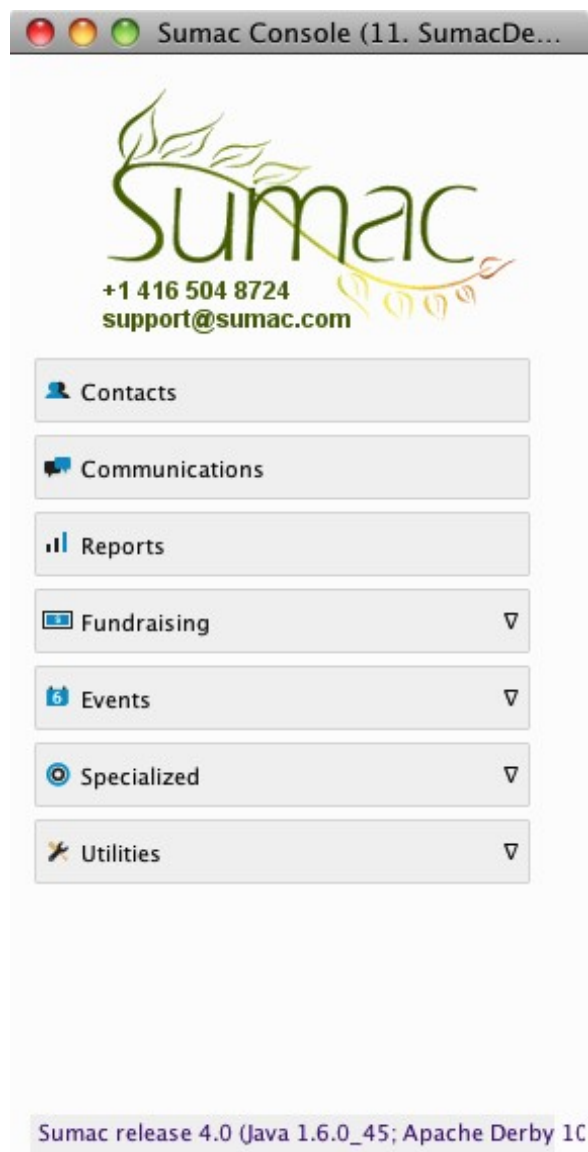 Sumac Console (11. SumacDe...
Sumac
+1 416 504 8724
support@sumac.com
Contacts
Communications
Reports
Fundraising
6 Events
Specialized
Utilities
Sumac release 4.0 (Java 1.6.0_45; Apache Derby 10